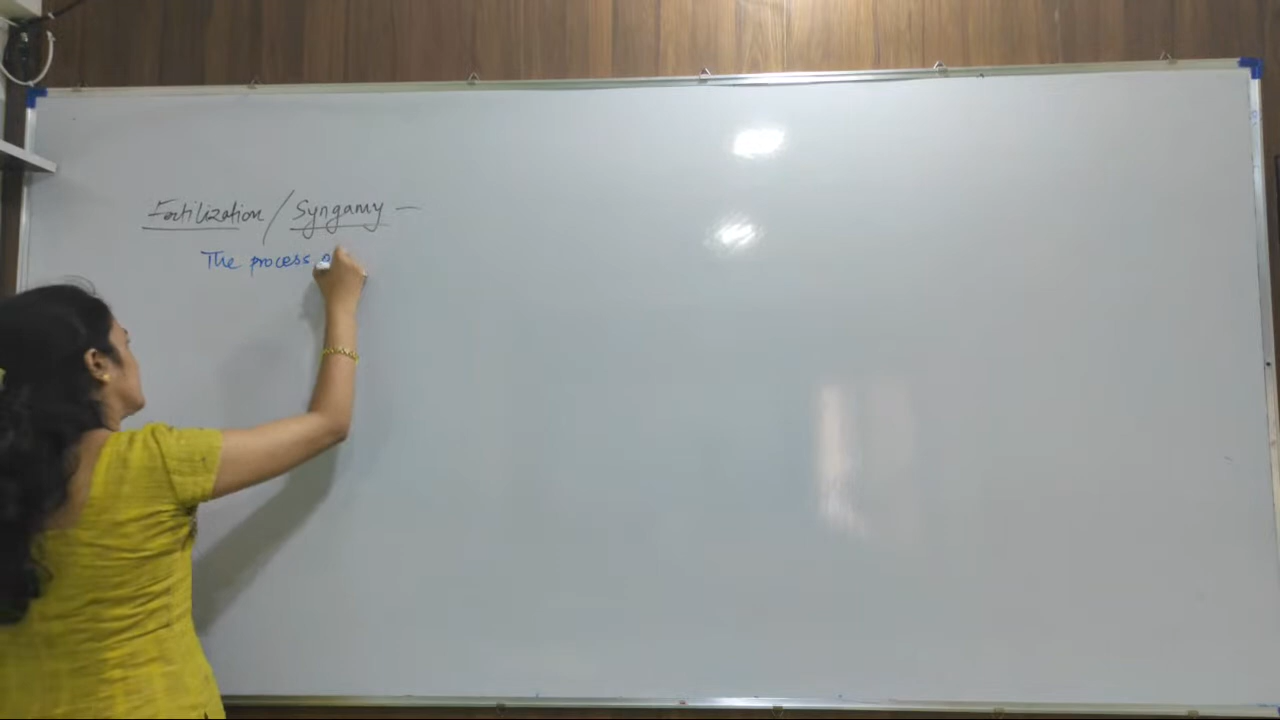 Fertilization / Syngamy —
The process